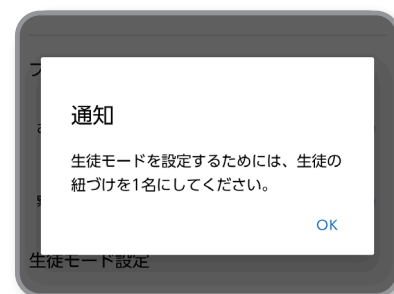 通知
生徒モードを設定するためには、生徒の
紐づけを1名にしてください。
OK
生徒モード設定